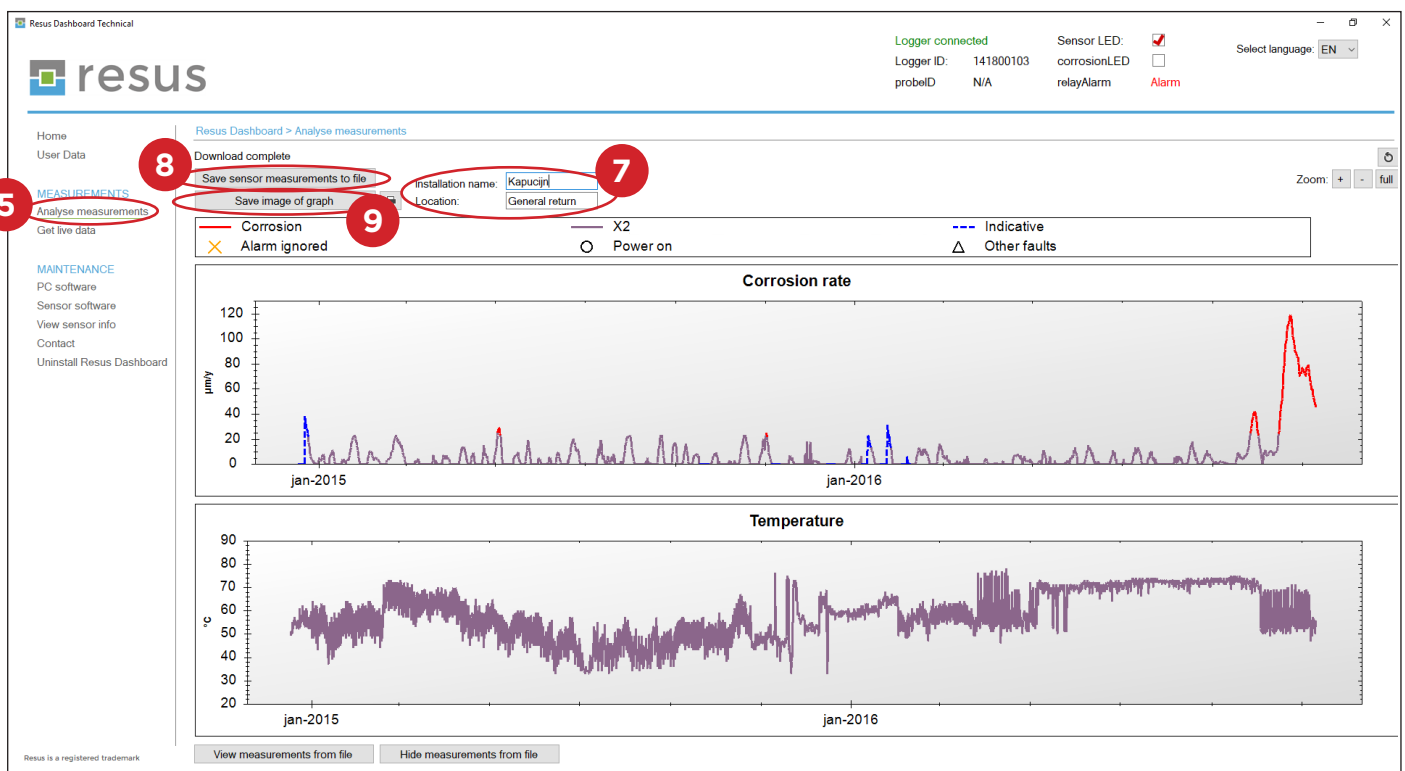 Resus Dashboard Technical
resus
Logger connected
Logger ID: 141800103
probeID N/A
Sensor LED:
corrosionLED
relayAlarm Alarm
Select language: EN
Home
User Data
MEASUREMENTS
5
Analyse measurements
Get live data
MAINTENANCE
PC software
Sensor software
View sensor info
Contact
Uninstall Resus Dashboard
Resus is a registered trademark
Resus Dashboard > Analyse measurements
Download complete
8
Save sensor measurements to file
Save image of graph
9
Installation name: Kapucijn
Location: General return
7
Zoom: + - full
Corrosion X2 Indicative
Alarm ignored Power on Other faults
Corrosion rate
120
100
80
60
40
20
0
µm/y
jan-2015 jan-2016
Temperature
90
80
70
60
50
40
30
20
°C
jan-2015 jan-2016
View measurements from file Hide measurements from file